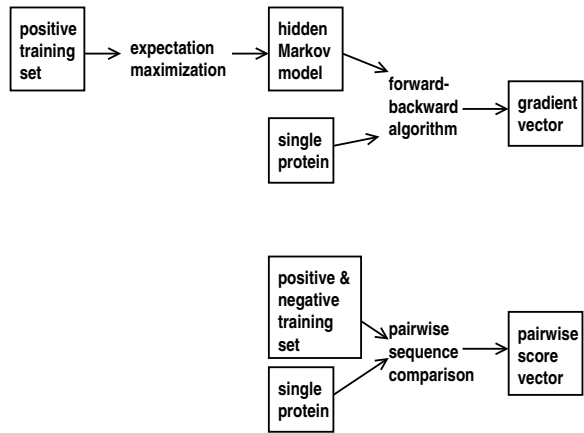 positive
training
set
expectation
maximization
hidden
Markov
model
forward-
backward
algorithm
gradient
vector
single
protein
positive &
negative
training
set
pairwise
sequence
comparison
pairwise
score
vector
single
protein